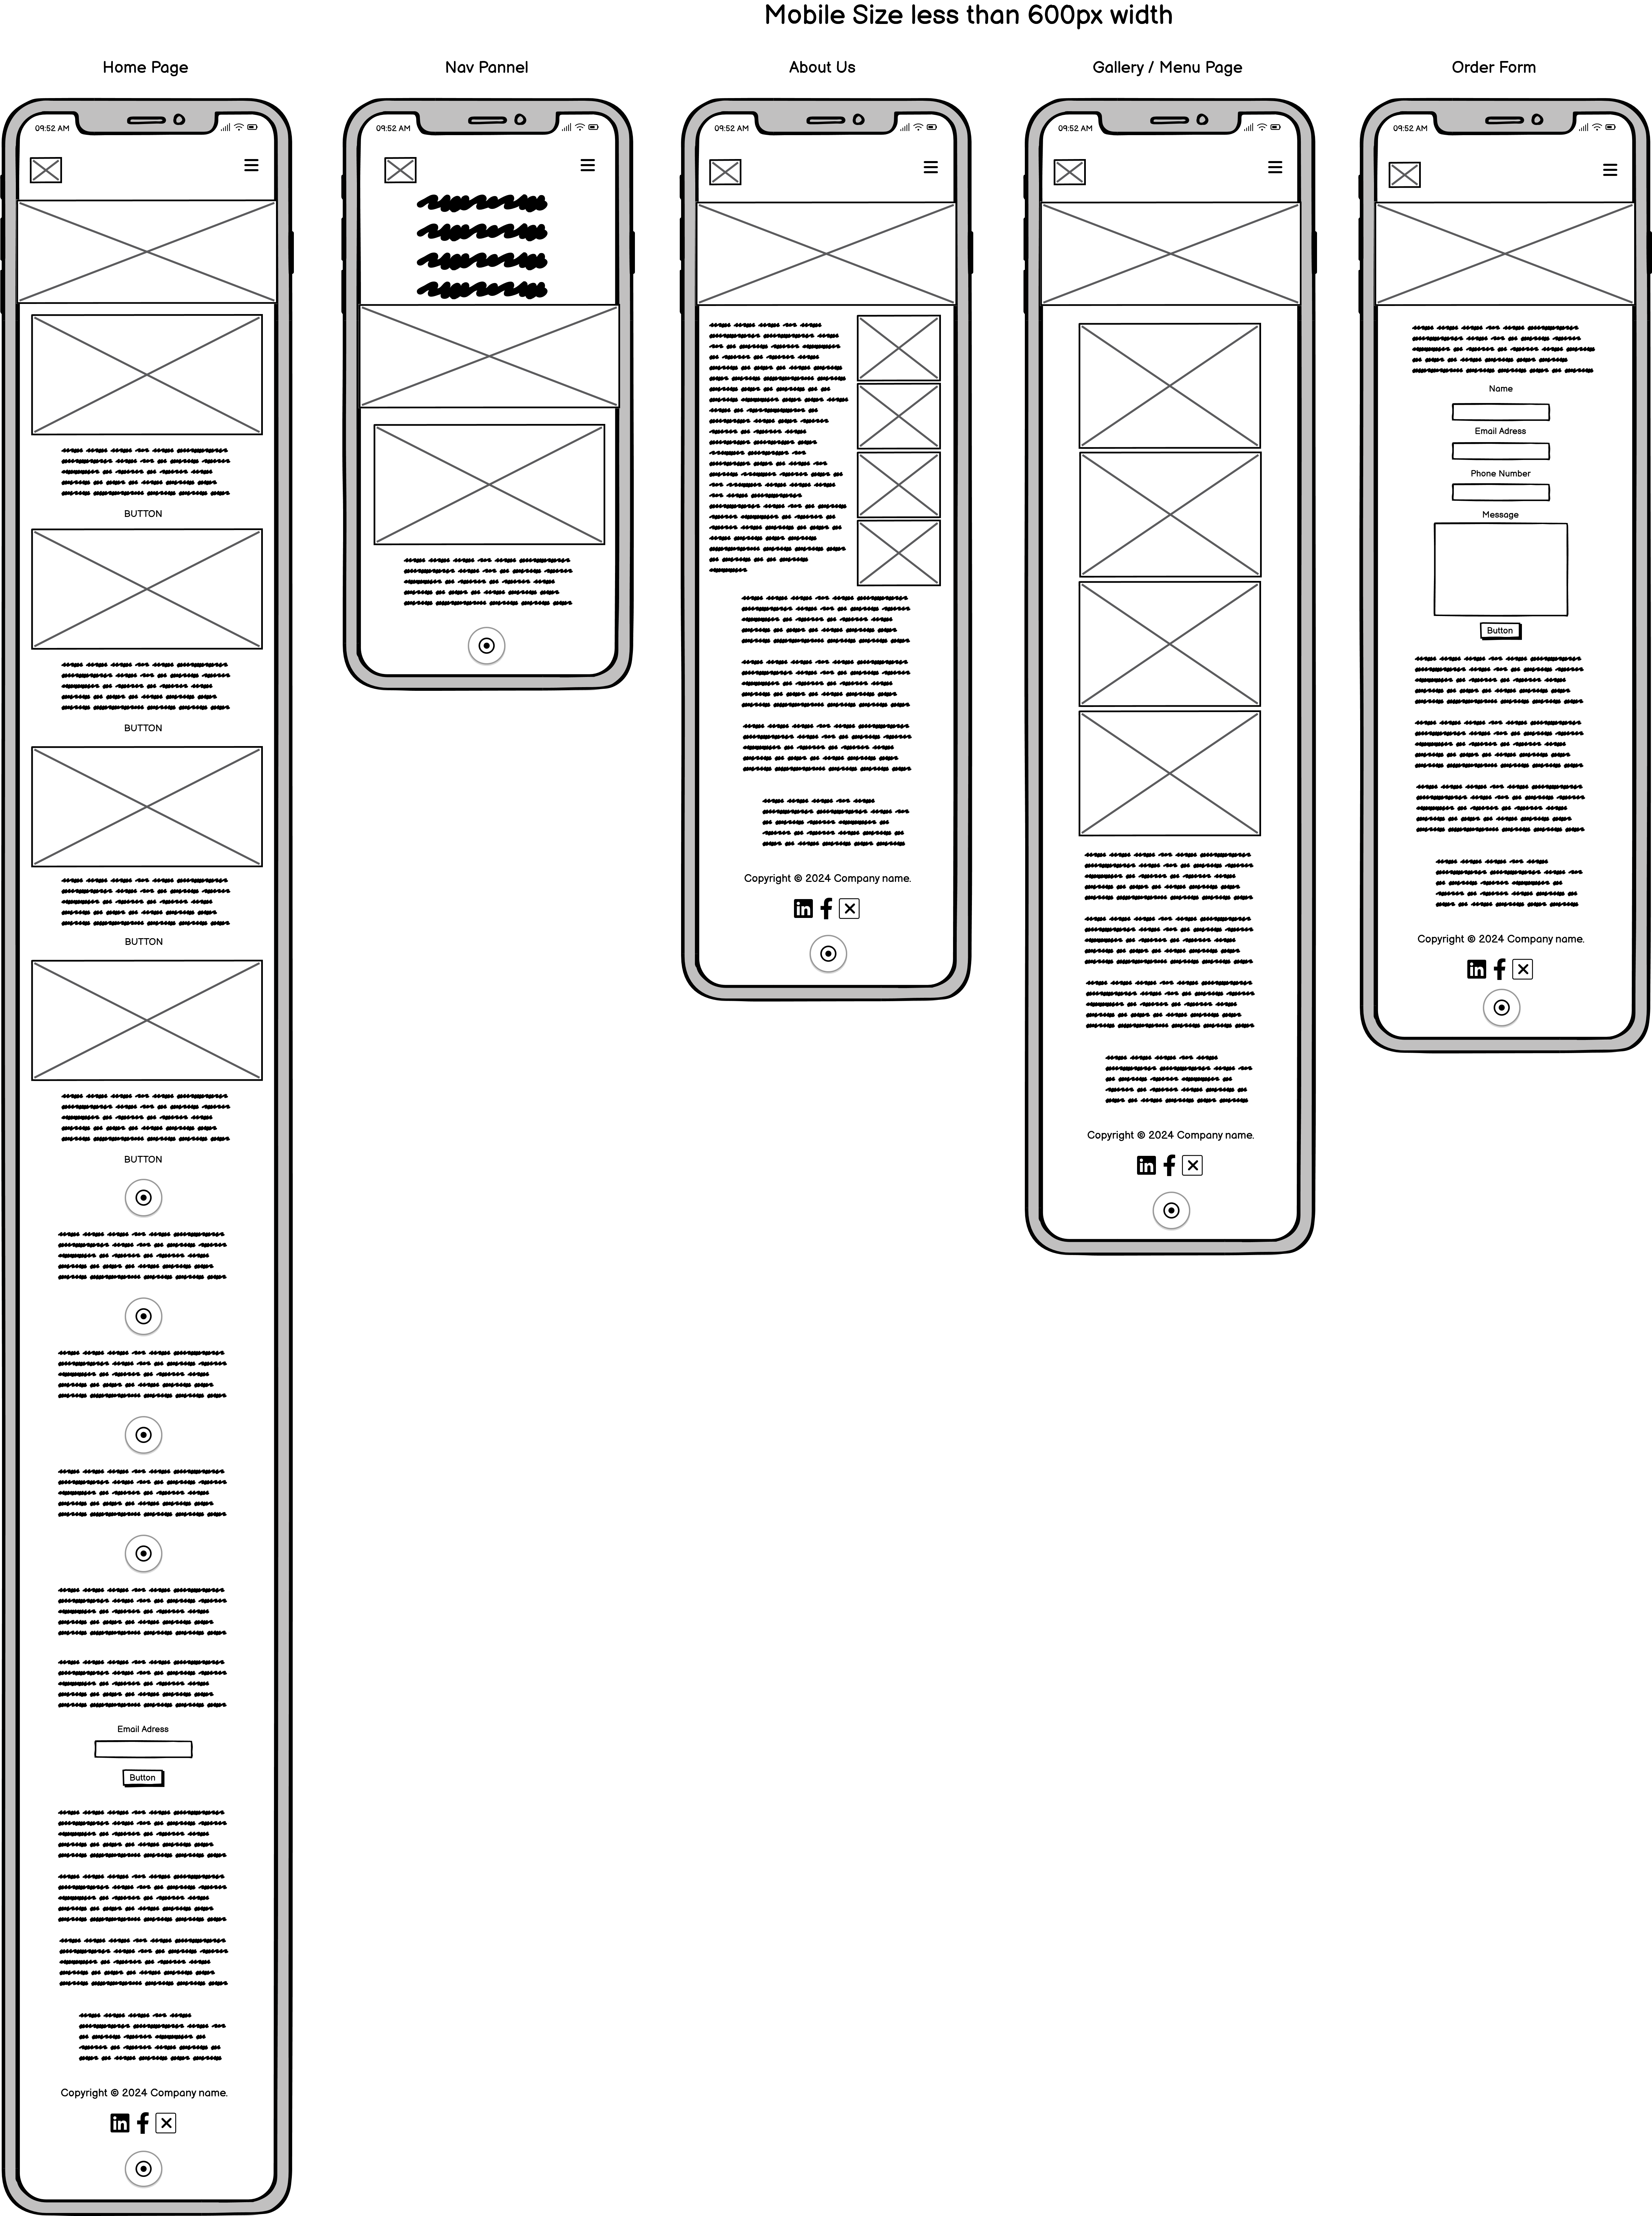 Mobile Size less than 600px width
Home Page
09:52 AM
BUTTON
BUTTON
BUTTON
BUTTON
Email Adress
Button
Copyright © 2024 Company name.
Nav Pannel
09:52 AM
About Us
09:52 AM
Copyright © 2024 Company name.
Gallery / Menu Page
09:52 AM
Copyright © 2024 Company name.
Order Form
09:52 AM
Name
Email Adress
Phone Number
Message
Button
Copyright © 2024 Company name.